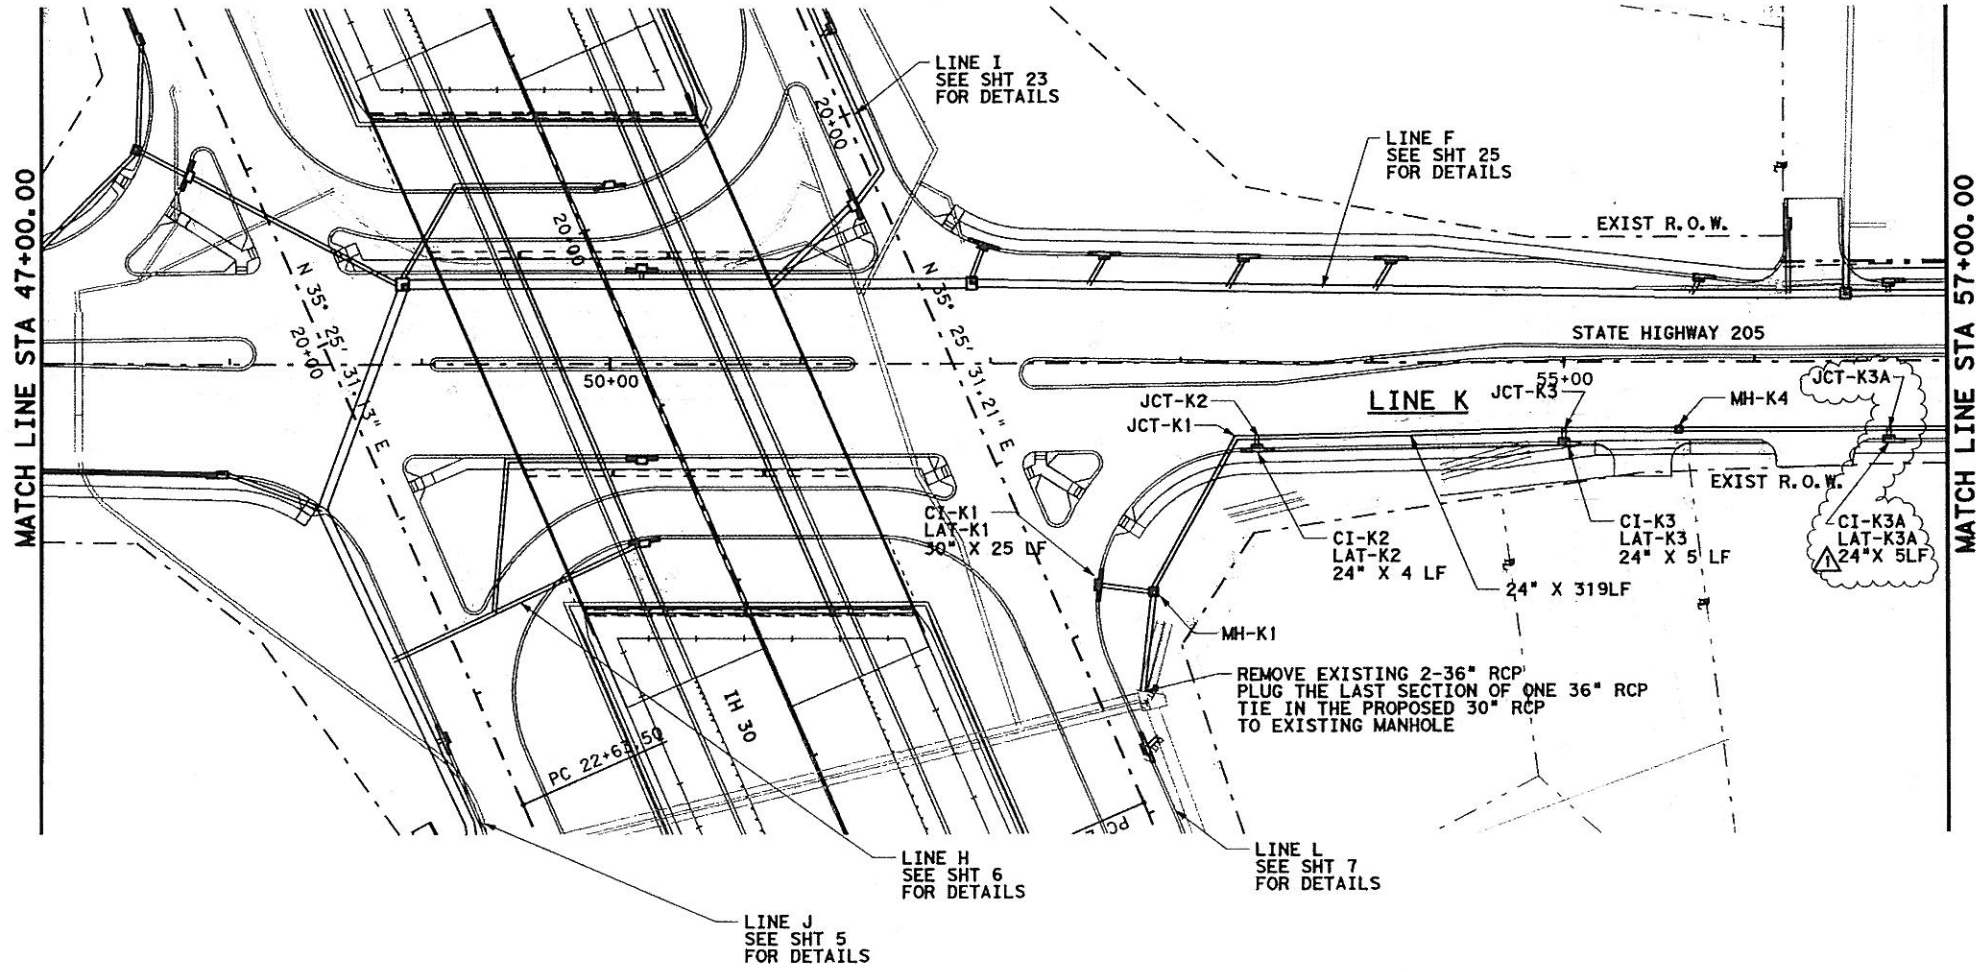 MATCH LINE STA 47+00.00
LINE I
SEE SHT 23
FOR DETAILS
20+00
LINE F
SEE SHT 25
FOR DETAILS
EXIST R.O.W.
20+00
N 35° 25' 31.13" E
20+00
N 35° 25' 31.21" E
STATE HIGHWAY 205
50+00
55+00
LINE K
JCT-K2
JCT-K1
JCT-K3
MH-K4
JCT-K3A
EXIST R.O.W.
CI-K1
LAT-K1
30" X 25 LF
CI-K2
LAT-K2
24" X 4 LF
24" X 319LF
CI-K3
LAT-K3
24" X 5 LF
CI-K3A
LAT-K3A
1
24"X 5LF
MH-K1
REMOVE EXISTING 2-36" RCP
PLUG THE LAST SECTION OF ONE 36" RCP
TIE IN THE PROPOSED 30" RCP
TO EXISTING MANHOLE
IH 30
PC 22+63.50
PC
LINE H
SEE SHT 6
FOR DETAILS
LINE L
SEE SHT 7
FOR DETAILS
LINE J
SEE SHT 5
FOR DETAILS
MATCH LINE STA 57+00.00